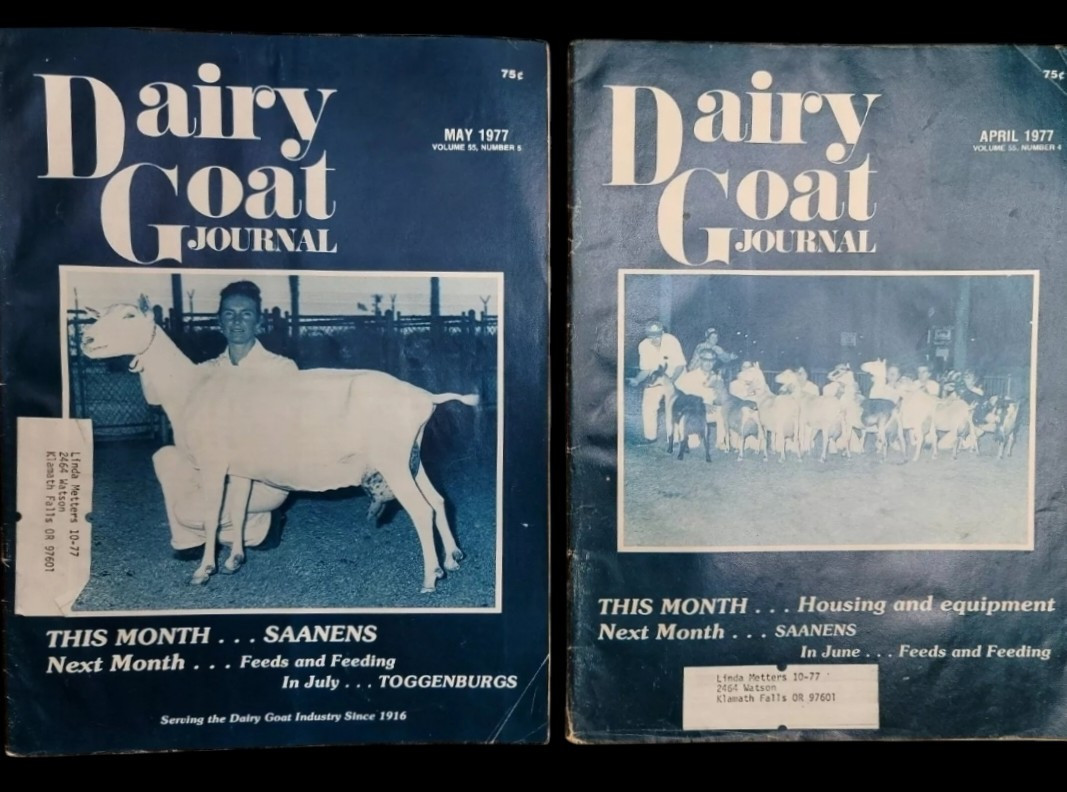 75¢
Dairy
Goat
JOURNAL
MAY 1977
VOLUME 55, NUMBER 5
Linda Metters 10-77
2464 Watson
Klamath Falls OR 97601
THIS MONTH . . . SAANENS
Next Month . . . Feeds and Feeding
In July . . . TOGGENBURGS
Serving the Dairy Goat Industry Since 1916
75¢
Dairy
Goat
JOURNAL
APRIL 1977
VOLUME 55, NUMBER 4
THIS MONTH . . . Housing and equipment
Next Month . . . SAANENS
In June . . . Feeds and Feeding
Linda Metters 10-77
2464 Watson
Klamath Falls OR 97601